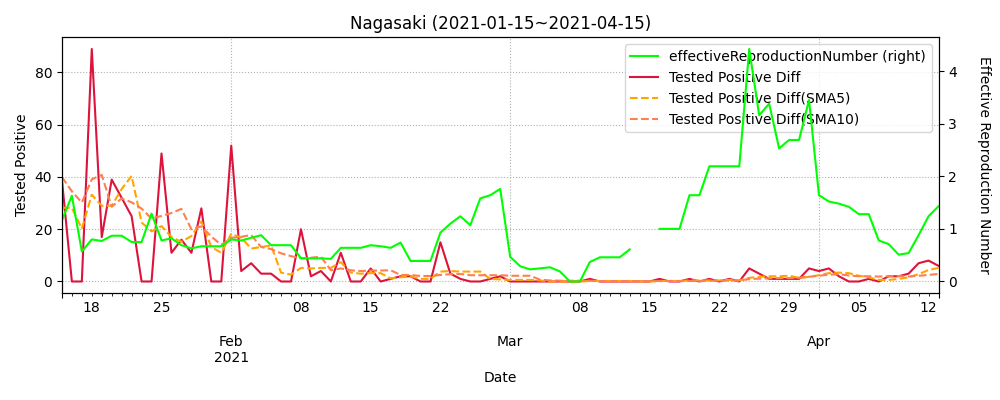 Nagasaki (2021-01-15~2021-04-15)
effectiveReproductionNumber (right)
Tested Positive Diff
Tested Positive Diff(SMA5)
Tested Positive Diff(SMA10)
Tested Positive
80
60
40
20
0
4
3
2
1
0
Effective Reproduction Number
18 25 08 15 22 08 15 22 29 05 12
Feb Mar Apr
2021
Date